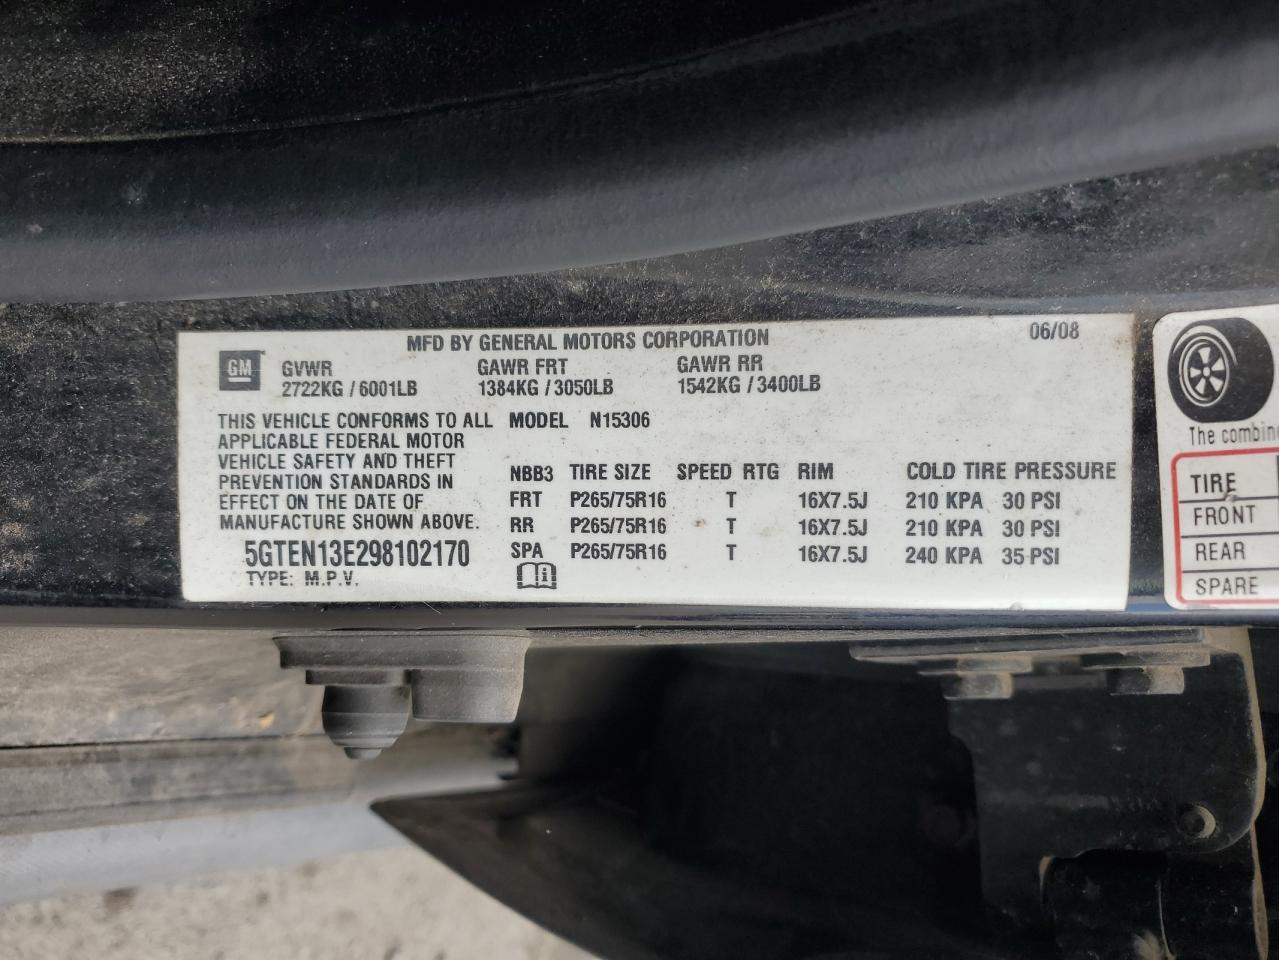 MFD BY GENERAL MOTORS CORPORATION 06/08
GM
GVWR GAWR FRT GAWR RR
2722KG / 6001LB 1384KG / 3050LB 1542KG / 3400LB
THIS VEHICLE CONFORMS TO ALL MODEL N15306
APPLICABLE FEDERAL MOTOR
VEHICLE SAFETY AND THEFT
PREVENTION STANDARDS IN
EFFECT ON THE DATE OF
MANUFACTURE SHOWN ABOVE.
5GTEN13E298102170
TYPE: M.P.V.
NBB3 TIRE SIZE SPEED RTG RIM COLD TIRE PRESSURE
FRT P265/75R16 T 16X7.5J 210 KPA 30 PSI
RR P265/75R16 T 16X7.5J 210 KPA 30 PSI
SPA P265/75R16 T 16X7.5J 240 KPA 35 PSI
The combin
TIRE
FRONT
REAR
SPARE